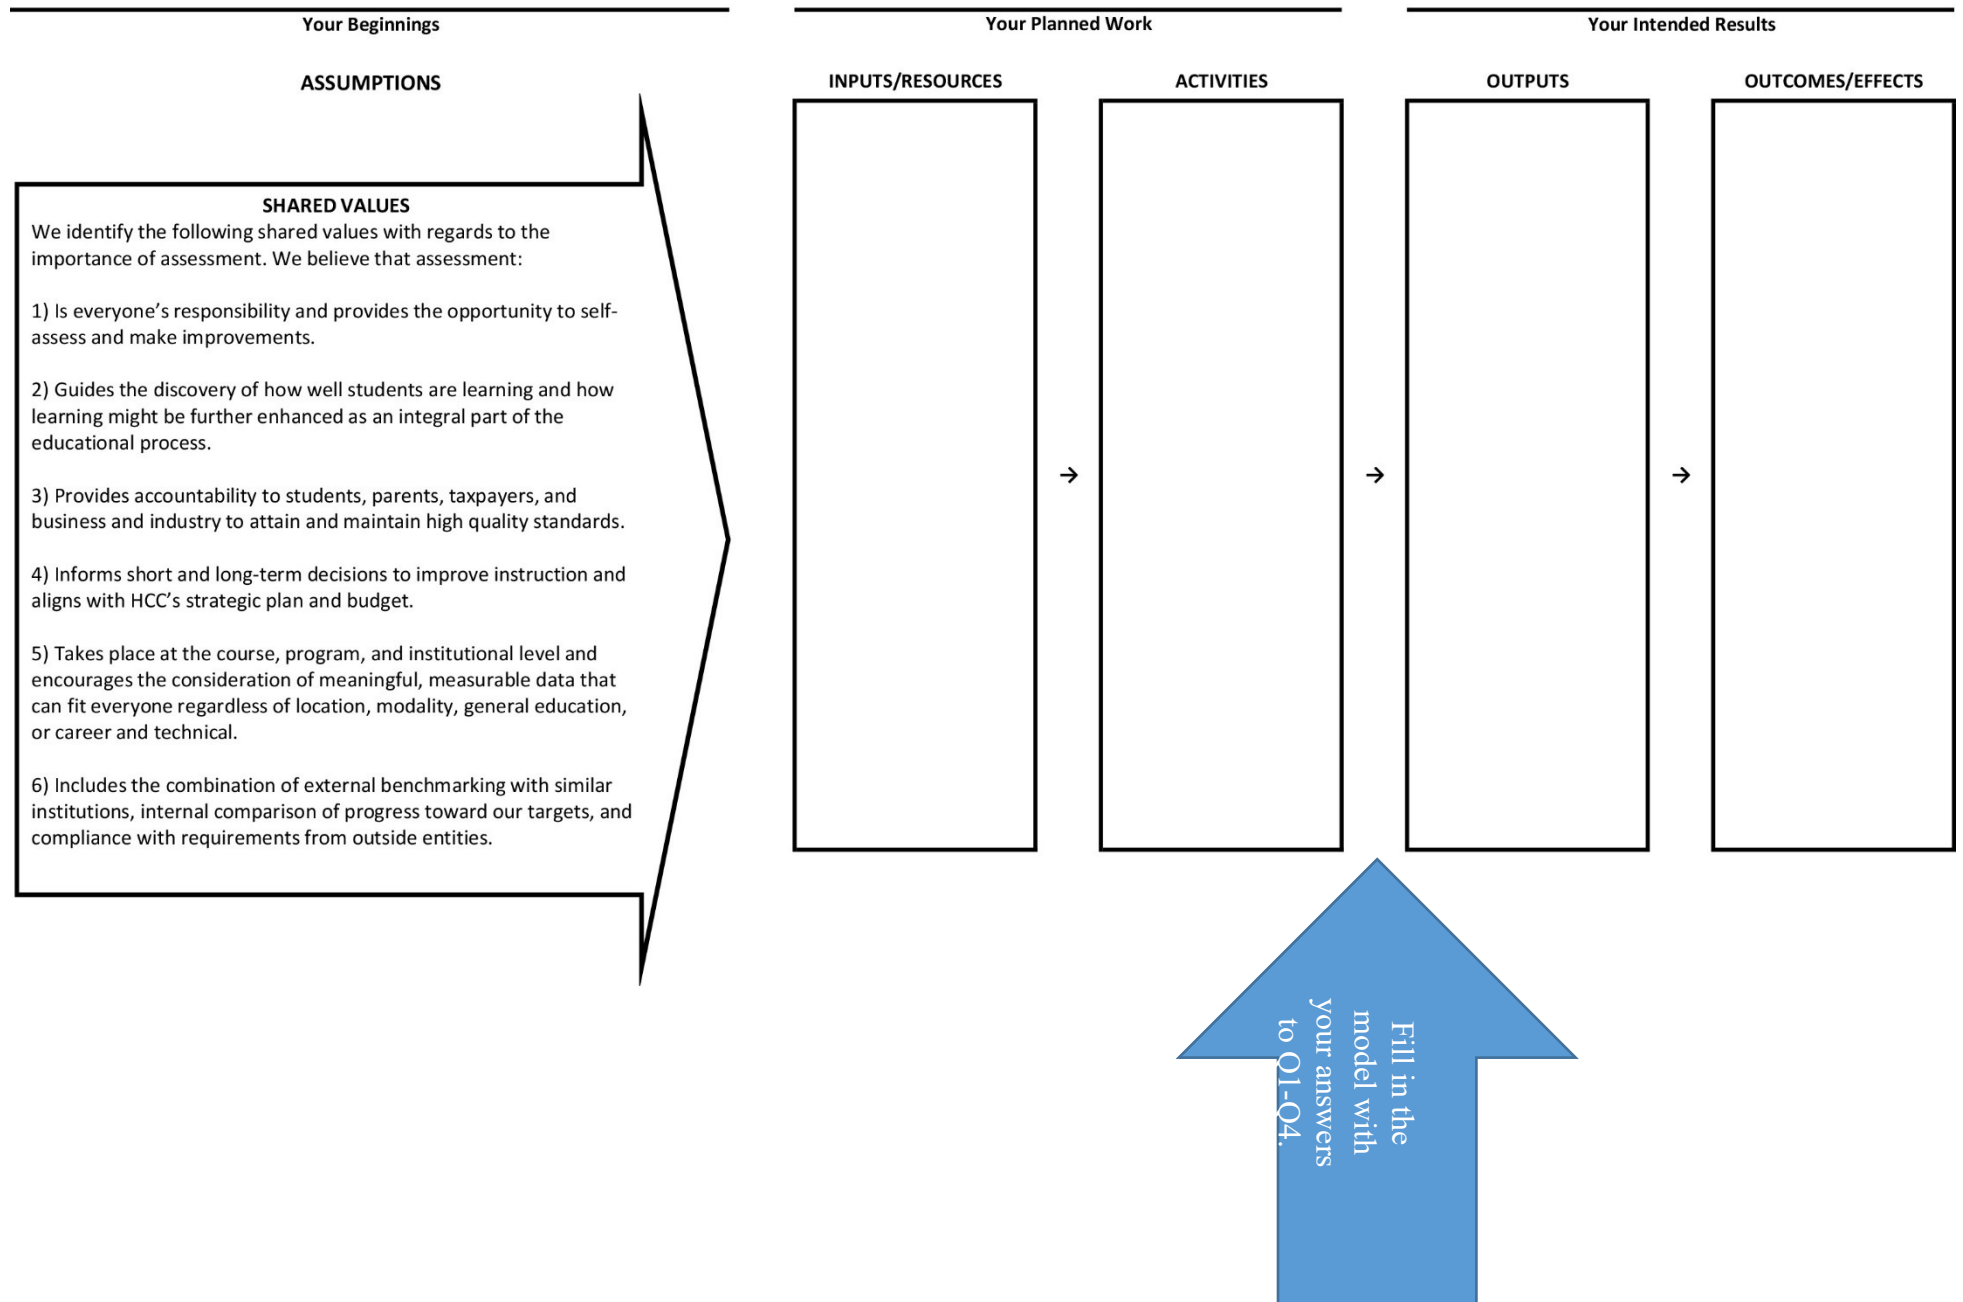 Your Beginnings
ASSUMPTIONS
SHARED VALUES
We identify the following shared values with regards to the
importance of assessment. We believe that assessment:
1) Is everyone’s responsibility and provides the opportunity to self-
assess and make improvements.
2) Guides the discovery of how well students are learning and how
learning might be further enhanced as an integral part of the
educational process.
3) Provides accountability to students, parents, taxpayers, and
business and industry to attain and maintain high quality standards.
4) Informs short and long-term decisions to improve instruction and
aligns with HCC’s strategic plan and budget.
5) Takes place at the course, program, and institutional level and
encourages the consideration of meaningful, measurable data that
can fit everyone regardless of location, modality, general education,
or career and technical.
6) Includes the combination of external benchmarking with similar
institutions, internal comparison of progress toward our targets, and
compliance with requirements from outside entities.
Your Planned Work
INPUTS/RESOURCES
→
ACTIVITIES
→
Your Intended Results
OUTPUTS
→
OUTCOMES/EFFECTS
Fill in the
model with
your answers
to Q1-Q4.